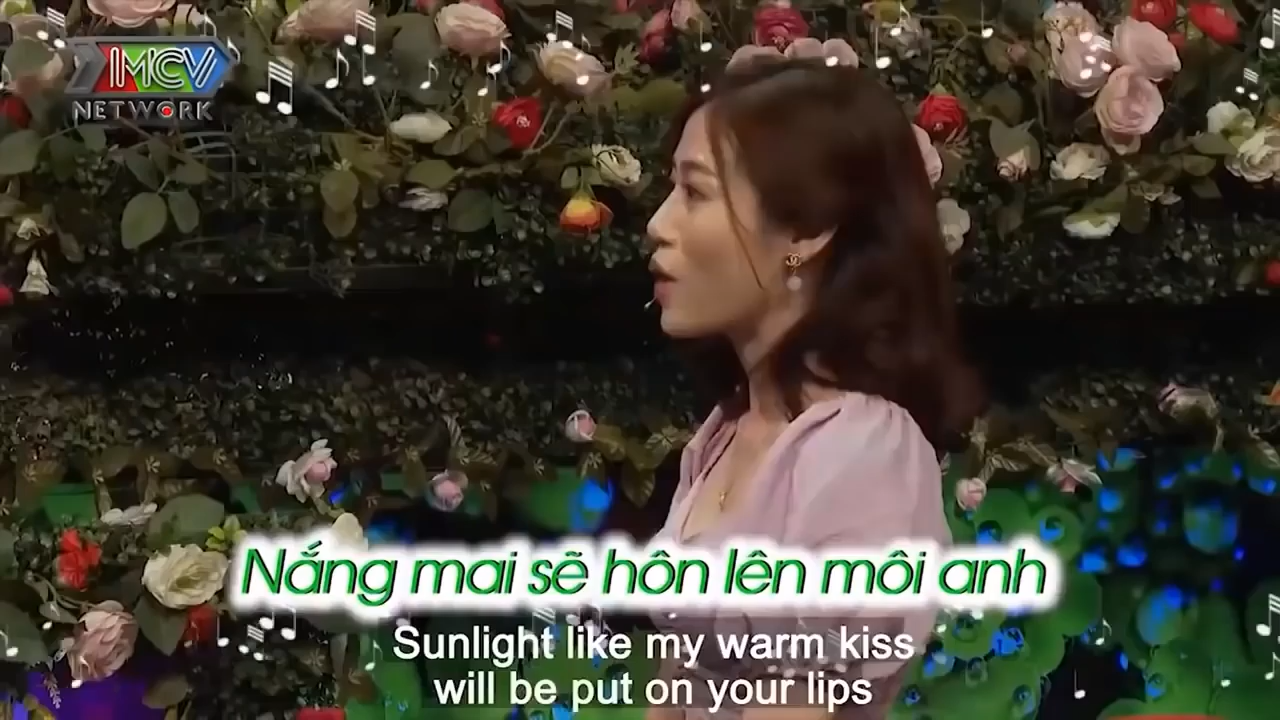 MCV
NETWORK
Nắng mai sẽ hôn lên môi anh
Sunlight like my warm kiss
will be put on your lips